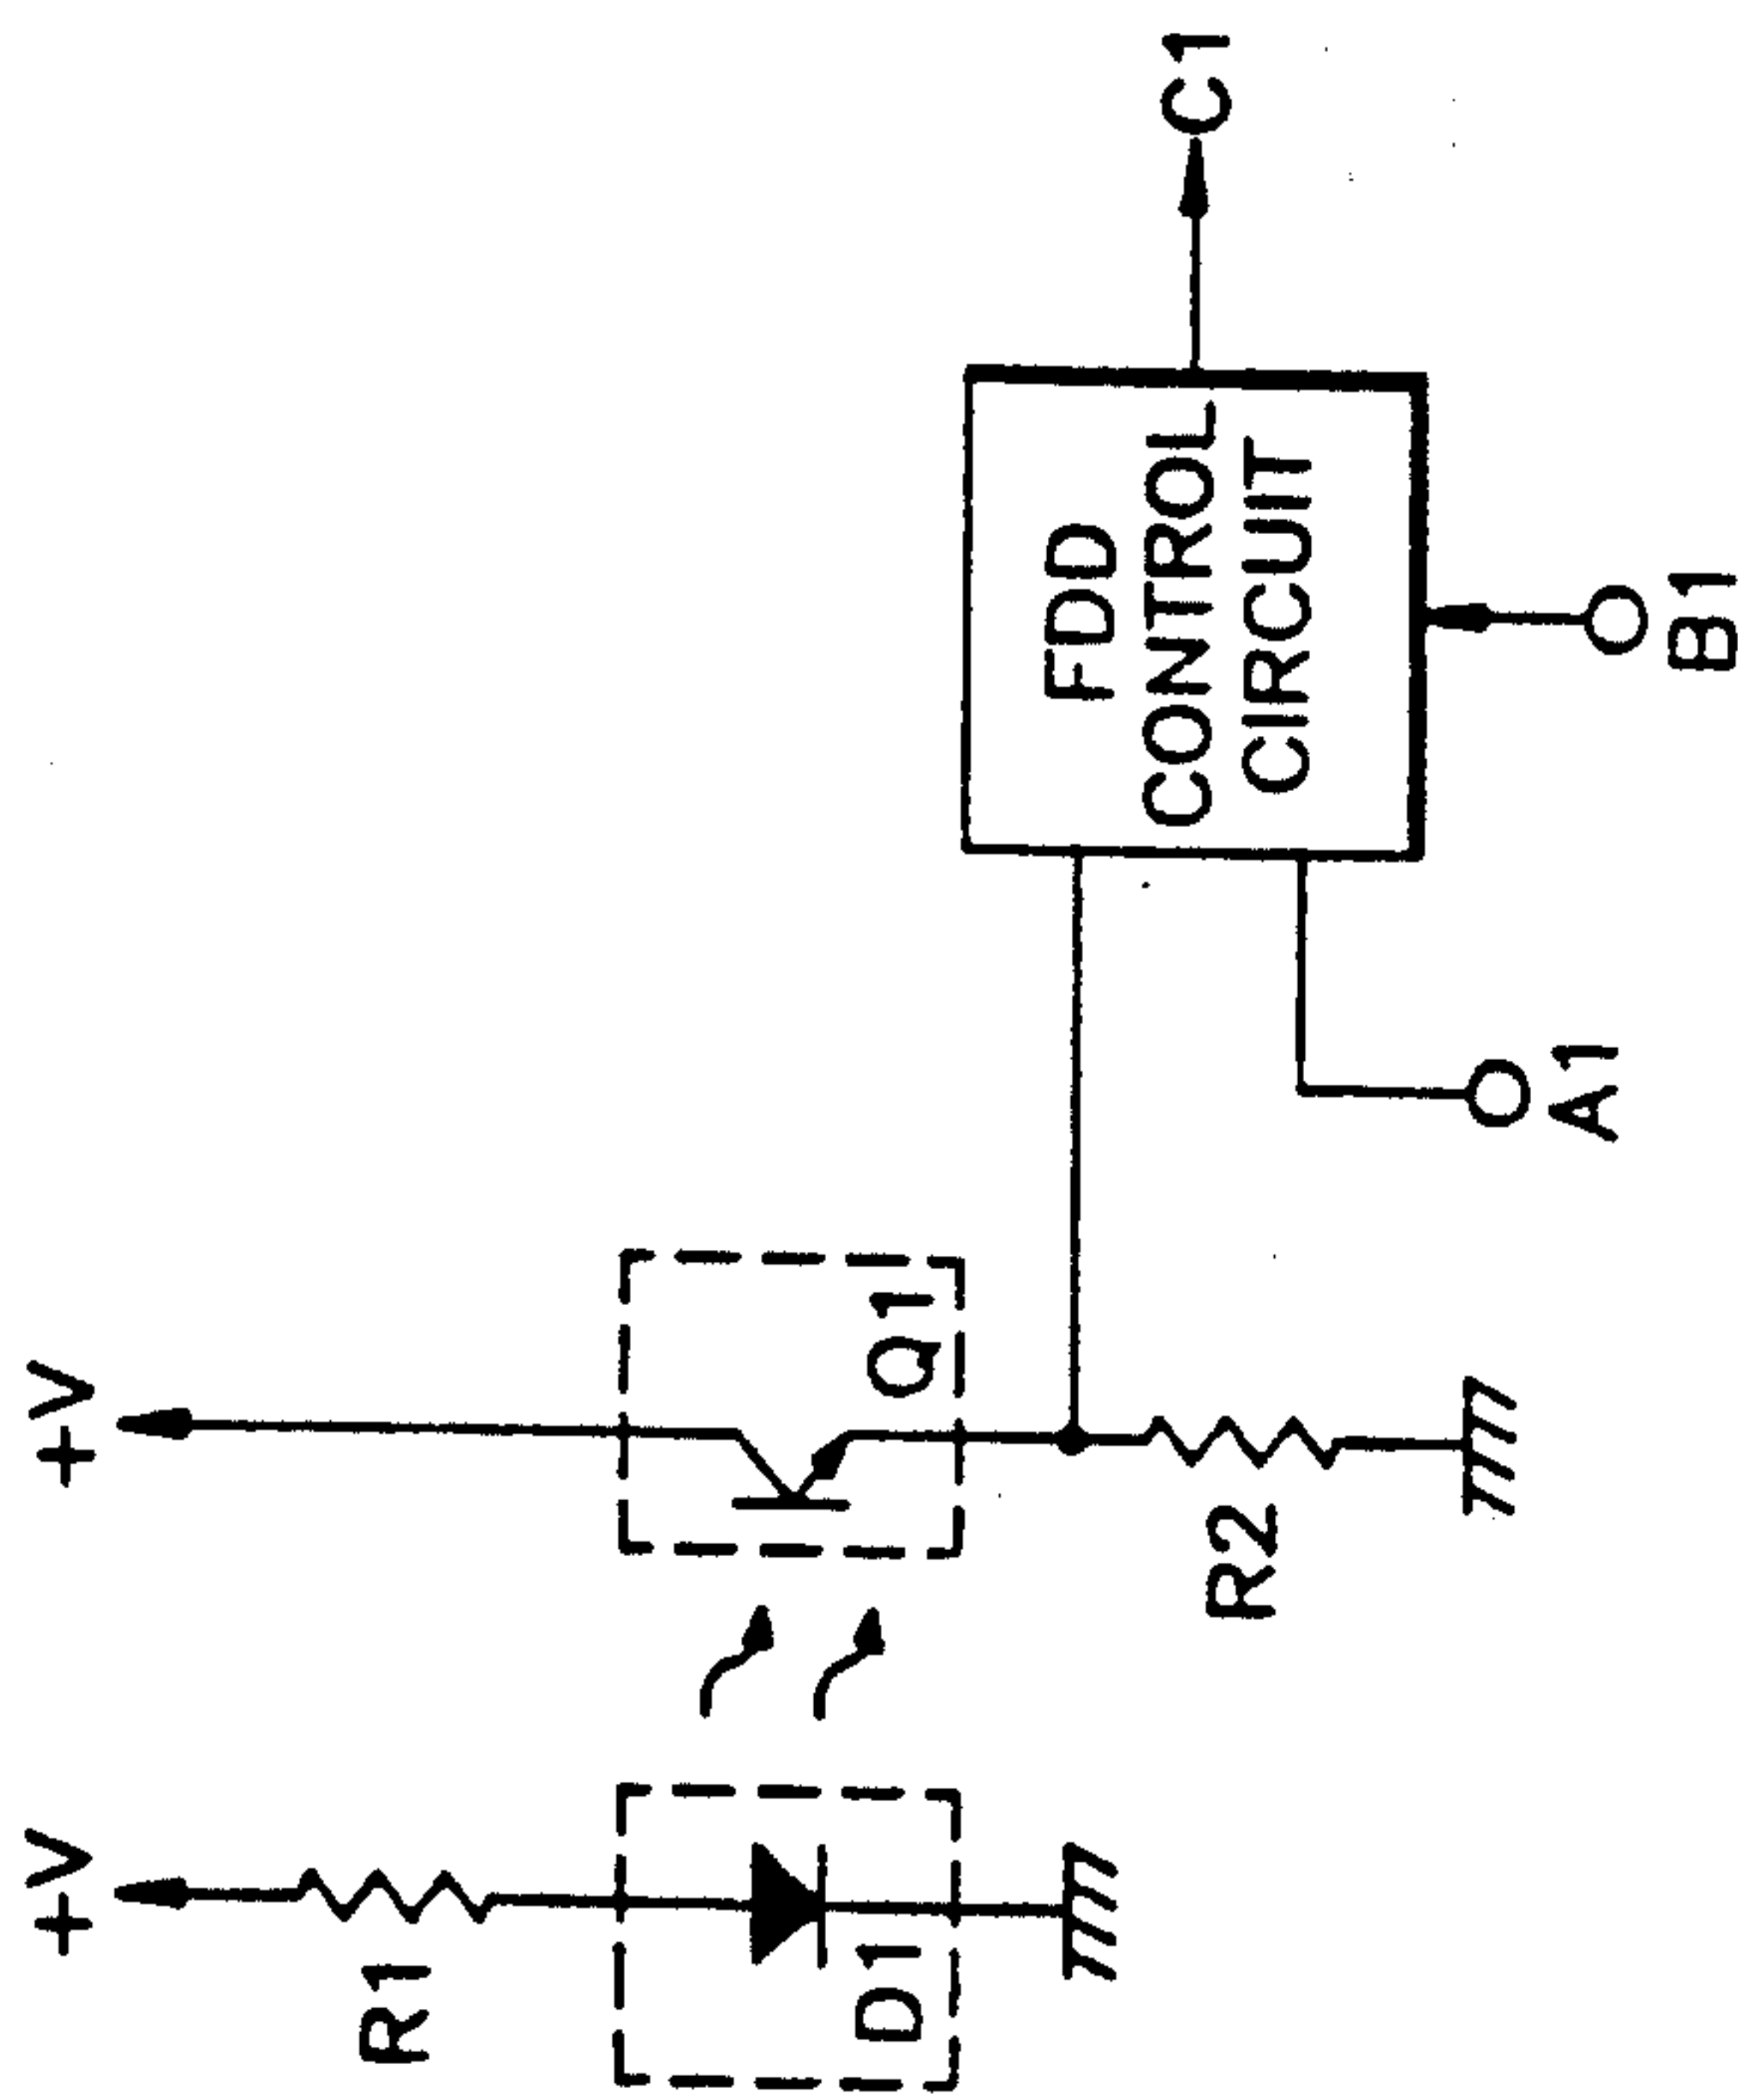 +V
+V
R1
D1
Q1
R2
FDD
CONTROL
CIRCUIT
A1
B1
C1